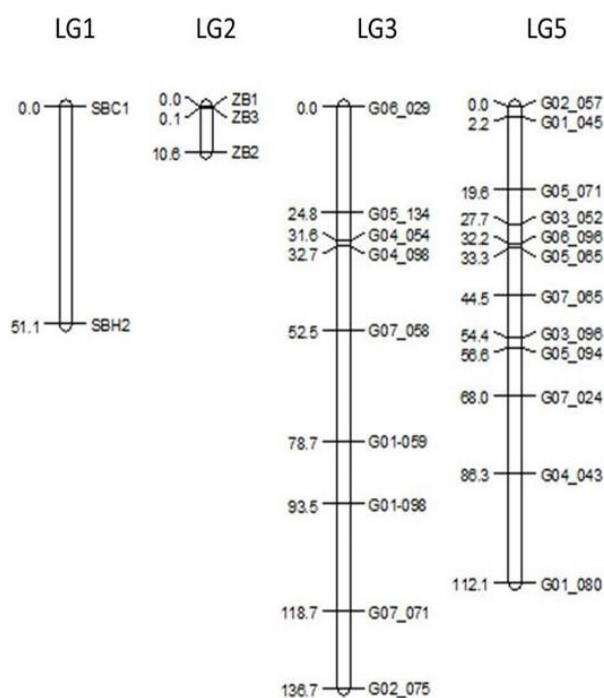 LG1 LG2 LG3 LG5
0.0 SBC1
51.1 SBH2
0.0 ZB1
0.1 ZB3
10.6 ZB2
0.0 G06_029
24.8 G05_134
31.6 G04_054
32.7 G04_098
52.5 G07_058
78.7 G01-059
93.5 G01-098
118.7 G07_071
136.7 G02_075
0.0 G02_057
2.2 G01_045
19.6 G05_071
27.7 G03_052
32.2 G06_096
33.3 G05_065
44.5 G07_065
54.4 G03_096
56.6 G05_094
68.0 G07_024
86.3 G04_043
112.1 G01_080